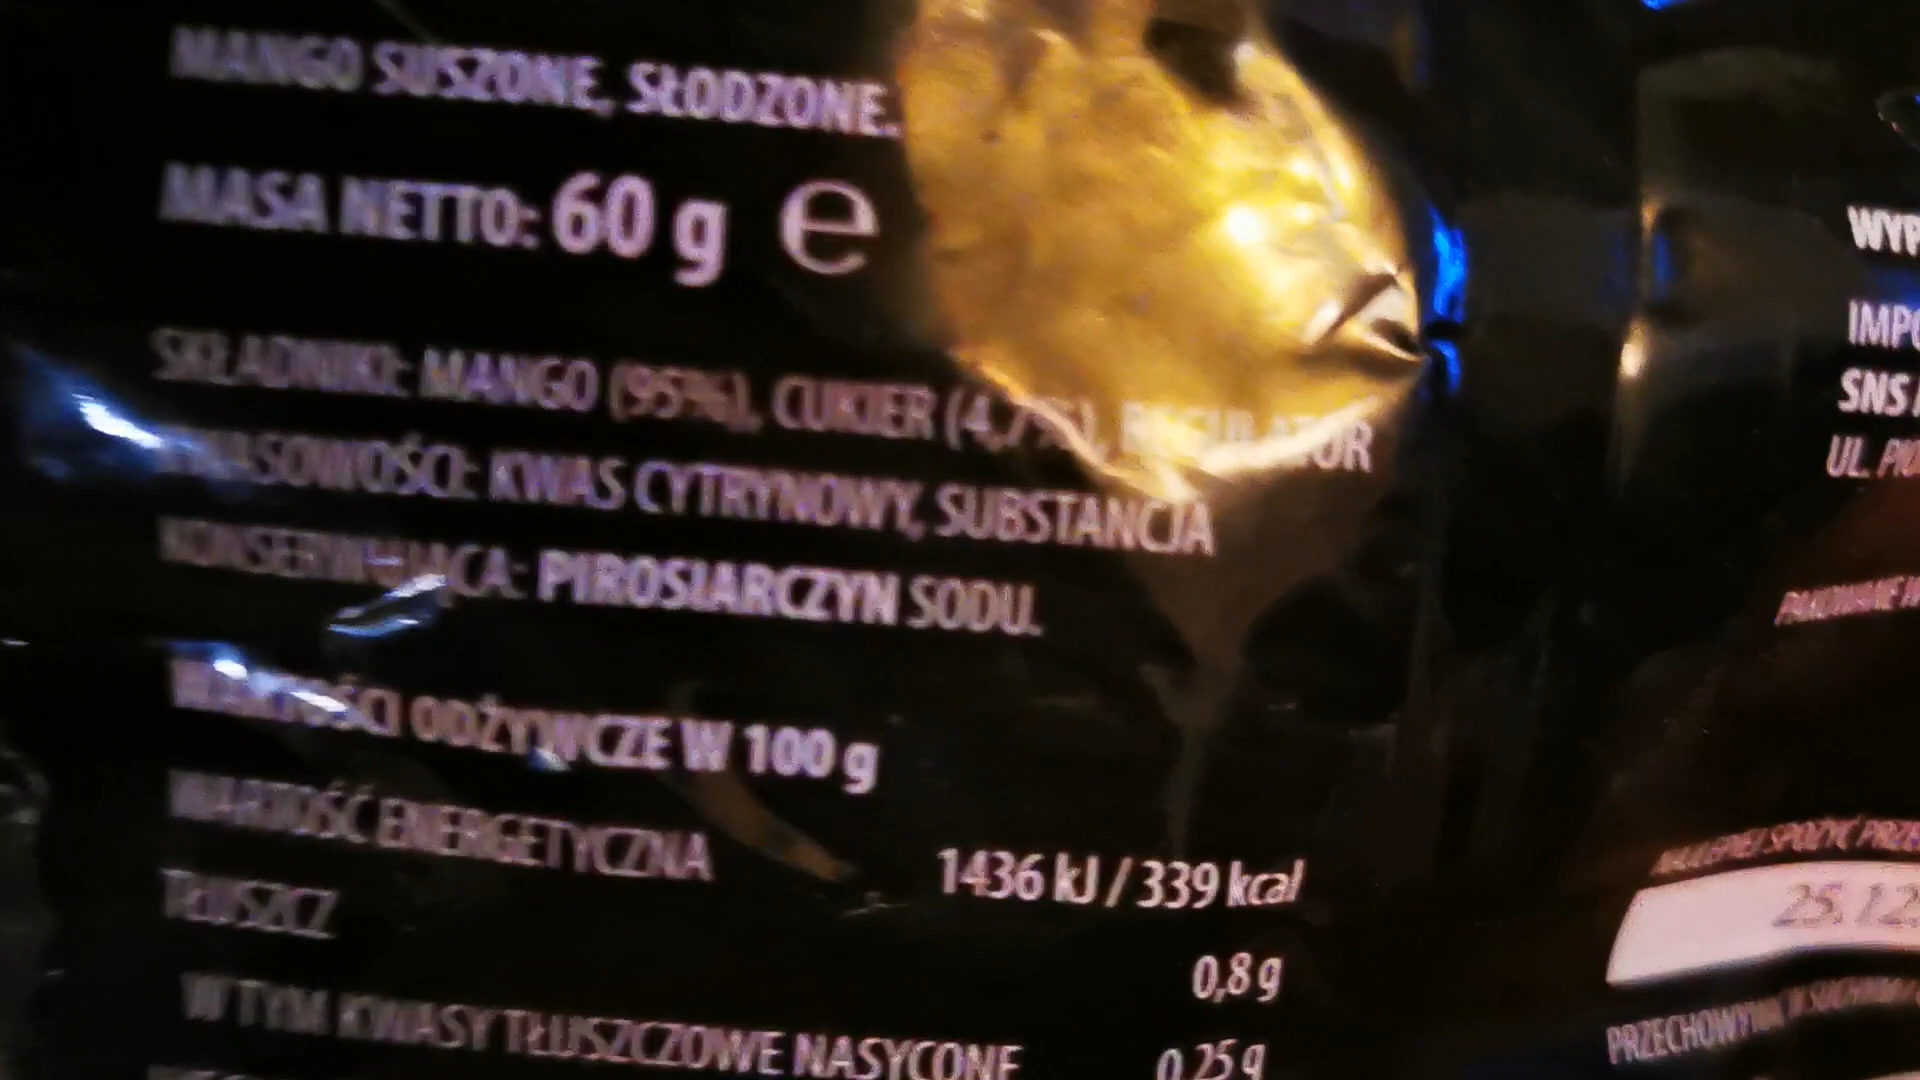 MANGO SUSZONE, SŁODZONE.
MASA NETTO: 60 g e
SKŁADNIKI: MANGO (95%), CUKIER (4,7%), REGULATOR
KWASOWOŚCI: KWAS CYTRYNOWY, SUBSTANCJA
KONSERWUJĄCA: PIROSIARCZYN SODU.
WARTOŚCI ODŻYWCZE W 100 g
WARTOŚĆ ENERGETYCZNA 1436 kJ / 339 kcal
TŁUSZCZ 0,8 g
W TYM KWASY TŁUSZCZOWE NASYCONE 0,25 g
WYP
IMPO
SNS
UL. PIO
PAKOWANE W
NAJLEPIEJ SPOŻYĆ PRZE
25.12
PRZECHOWYWAĆ W SUCHYM